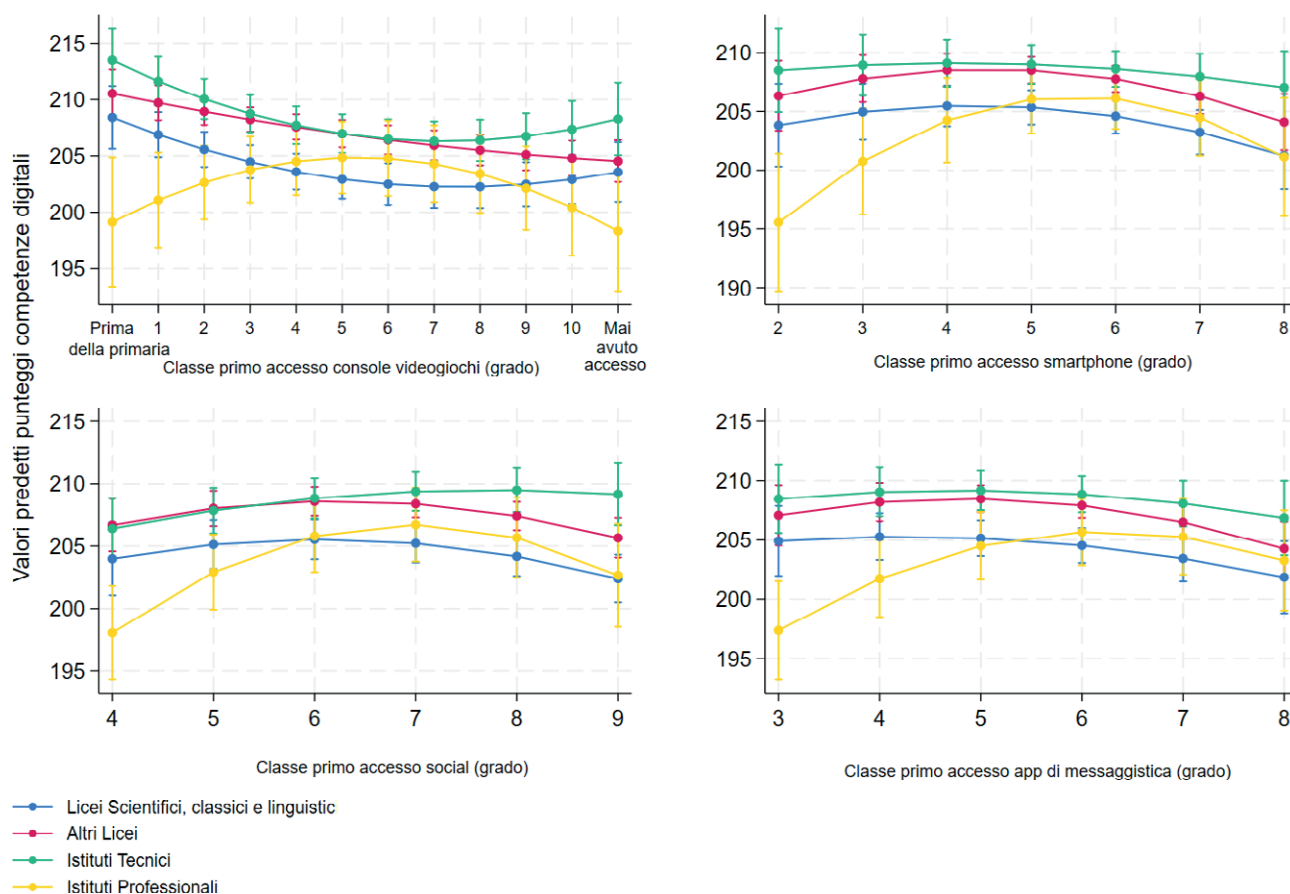 Valori predetti punteggi competenze digitali
215
210
205
200
195
Prima della primaria 1 2 3 4 5 6 7 8 9 10 Mai avuto accesso
Classe primo accesso console videogiochi (grado)
210
205
200
195
190
2 3 4 5 6 7 8
Classe primo accesso smartphone (grado)
215
210
205
200
195
4 5 6 7 8 9
Classe primo accesso social (grado)
215
210
205
200
195
3 4 5 6 7 8
Classe primo accesso app di messaggistica (grado)
Licei Scientifici, classici e linguistic
Altri Licei
Istituti Tecnici
Istituti Professionali